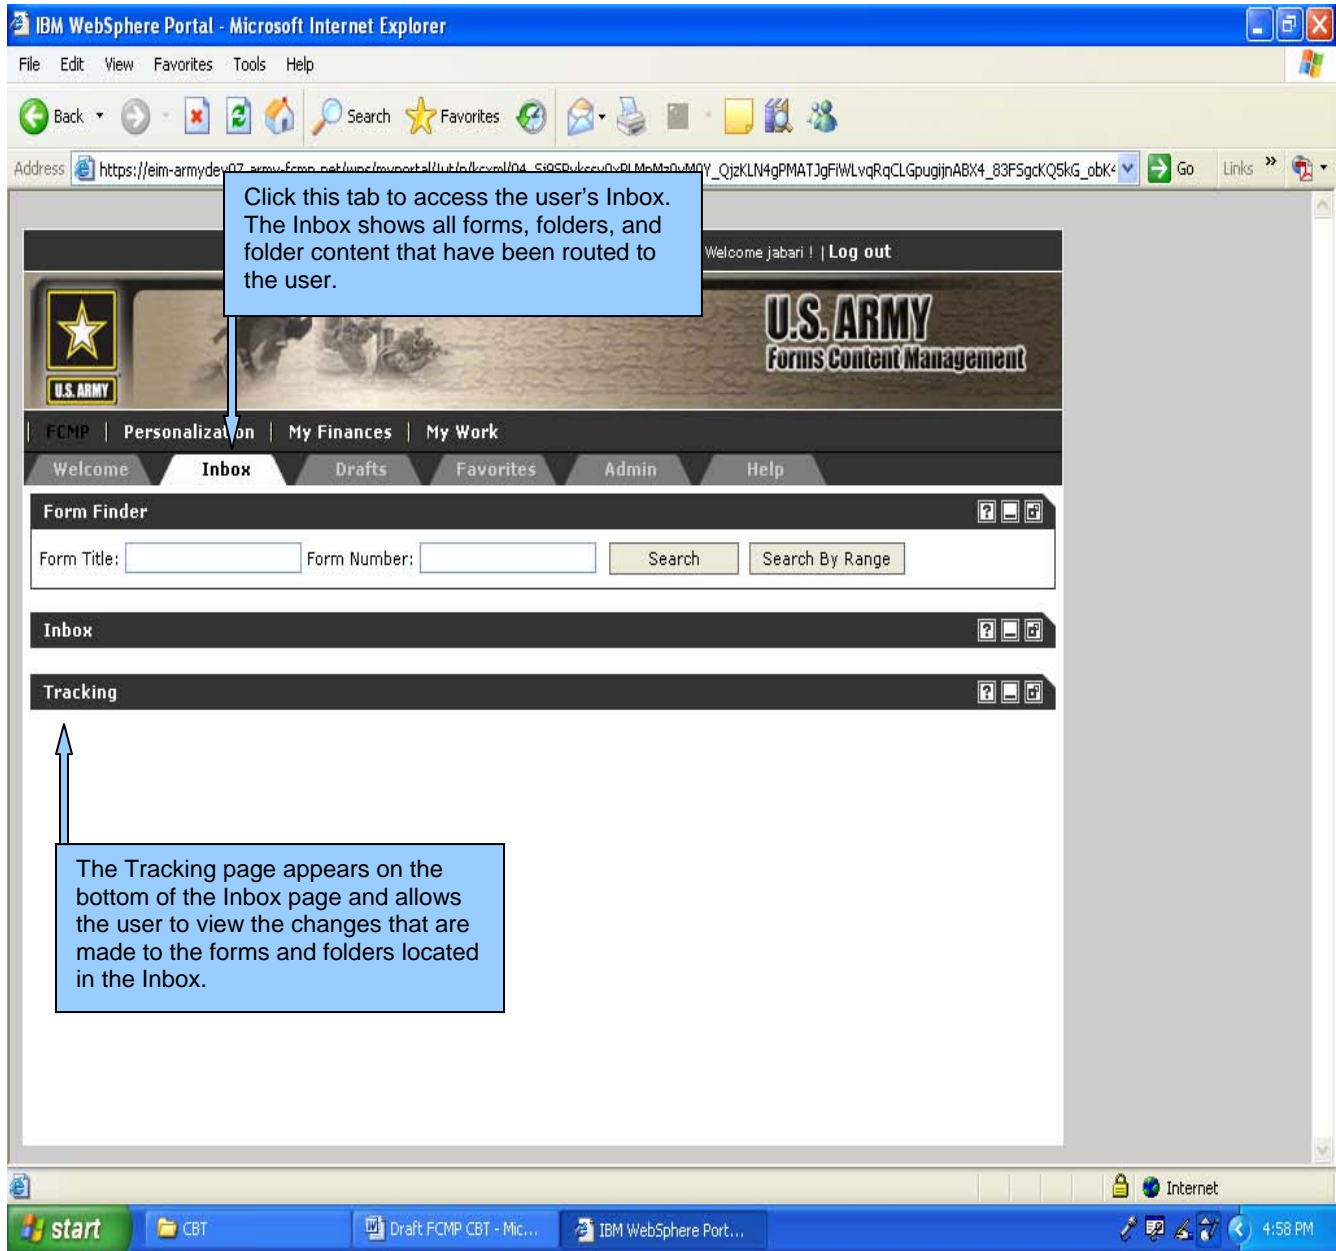 IBM WebSphere Portal - Microsoft Internet Explorer
File Edit View Favorites Tools Help
Back Search Favorites
Address https://eim-armydev07 Go Links »
Click this tab to access the user's Inbox.
The Inbox shows all forms, folders, and
folder content that have been routed to
the user.
Welcome jabari ! | Log out
U.S. ARMY
Forms Content Management
U.S. ARMY
FCMP | Personalization | My Finances | My Work
Welcome Inbox Drafts Favorites Admin Help
Form Finder
Form Title: Form Number: Search Search By Range
Inbox
Tracking
The Tracking page appears on the
bottom of the Inbox page and allows
the user to view the changes that are
made to the forms and folders located
in the Inbox.
Internet
start CBT Draft FCMP CBT - Mic... IBM WebSphere Port... 4:58 PM